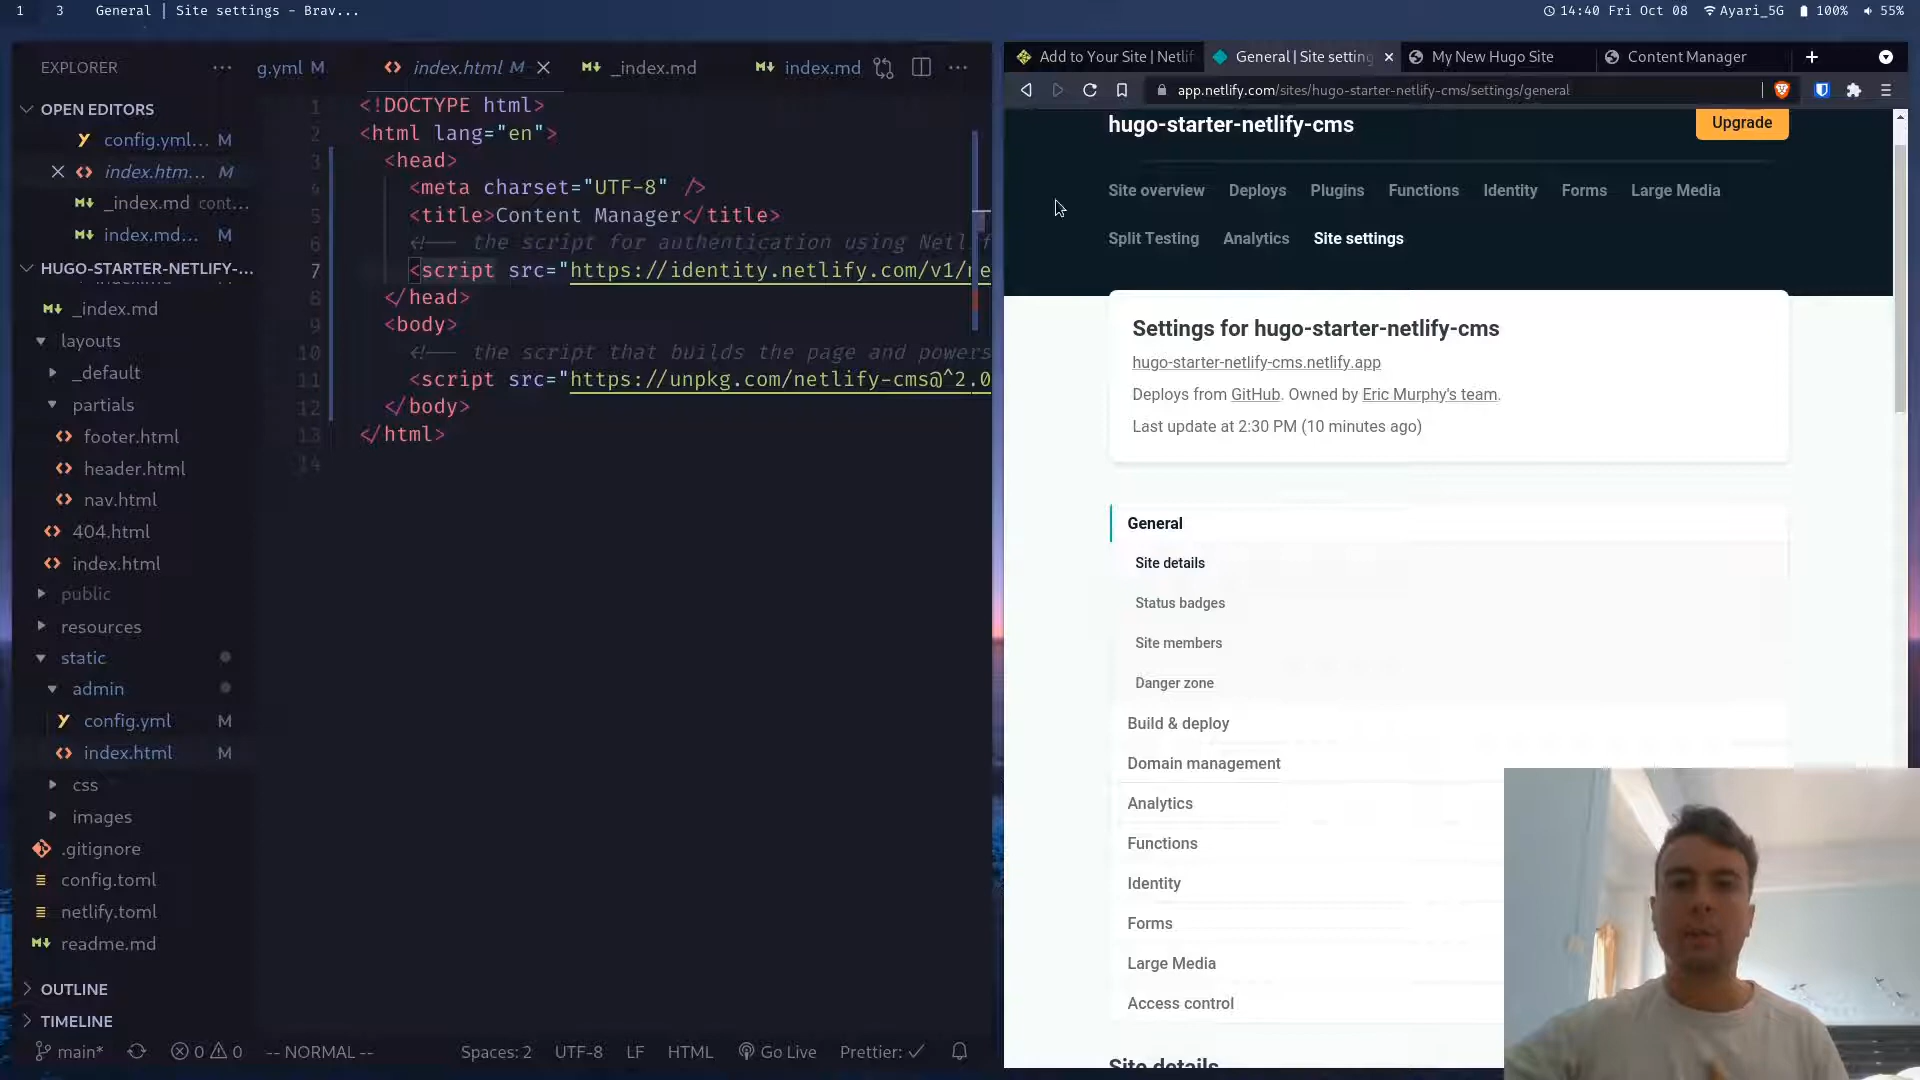 1 3 General | Site settings - Brav...
14:40 Fri Oct 08 Ayari_5G 100% 55%
EXPLORER ...
g.yml M
index.html M
_index.md
index.md
OPEN EDITORS
config.yml... M
index.htm... M
_index.md cont...
index.md... M
HUGO-STARTER-NETLIFY-...
_index.md
layouts
_default
partials
footer.html
header.html
nav.html
404.html
index.html
public
resources
static
admin
config.yml M
index.html M
css
images
.gitignore
config.toml
netlify.toml
readme.md
OUTLINE
TIMELINE
1 <!DOCTYPE html>
2 <html lang="en">
3 <head>
4 <meta charset="UTF-8" />
5 <title>Content Manager</title>
6 <!-- the script for authentication using Netlif
7 <script src="https://identity.netlify.com/v1/ne
8 </head>
9 <body>
10 <!-- the script that builds the page and powers
11 <script src="https://unpkg.com/netlify-cms@^2.0
12 </body>
13 </html>
14
main* 0 0 -- NORMAL -- Spaces: 2 UTF-8 LF HTML Go Live Prettier: ✓
Add to Your Site | Netlif
General | Site setting
My New Hugo Site
Content Manager
app.netlify.com/sites/hugo-starter-netlify-cms/settings/general
hugo-starter-netlify-cms
Upgrade
Site overview Deploys Plugins Functions Identity Forms Large Media
Split Testing Analytics Site settings
Settings for hugo-starter-netlify-cms
hugo-starter-netlify-cms.netlify.app
Deploys from GitHub. Owned by Eric Murphy's team.
Last update at 2:30 PM (10 minutes ago)
General
Site details
Status badges
Site members
Danger zone
Build & deploy
Domain management
Analytics
Functions
Identity
Forms
Large Media
Access control
Site details